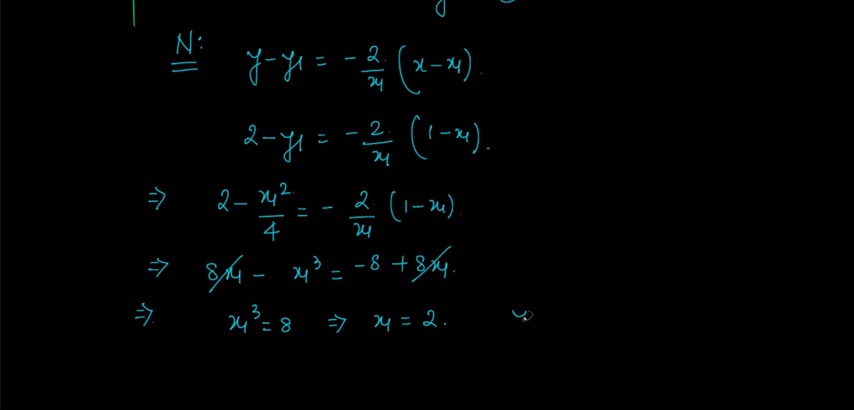 N: y - y₁ = - 2/x₁ (x - x₁).
2 - y₁ = - 2/x₁ (1 - x₁).
⇒ 2 - x₁²/4 = - 2/x₁ (1 - x₁).
⇒ 8x₁ - x₁³ = -8 + 8x₁.
⇒ x₁³ = 8 ⇒ x₁ = 2.